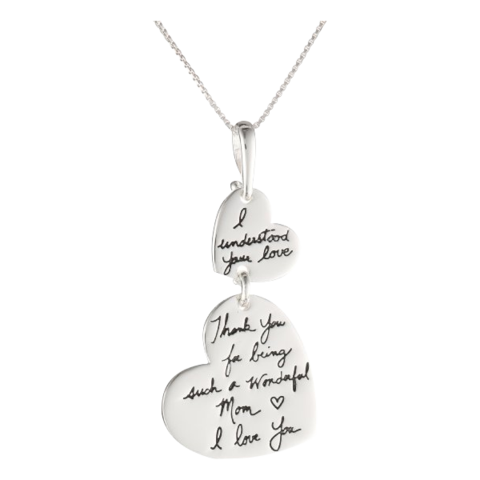 I
understood
your love
Thank You
for being
such a Wonderful
Mom ♡
I love You